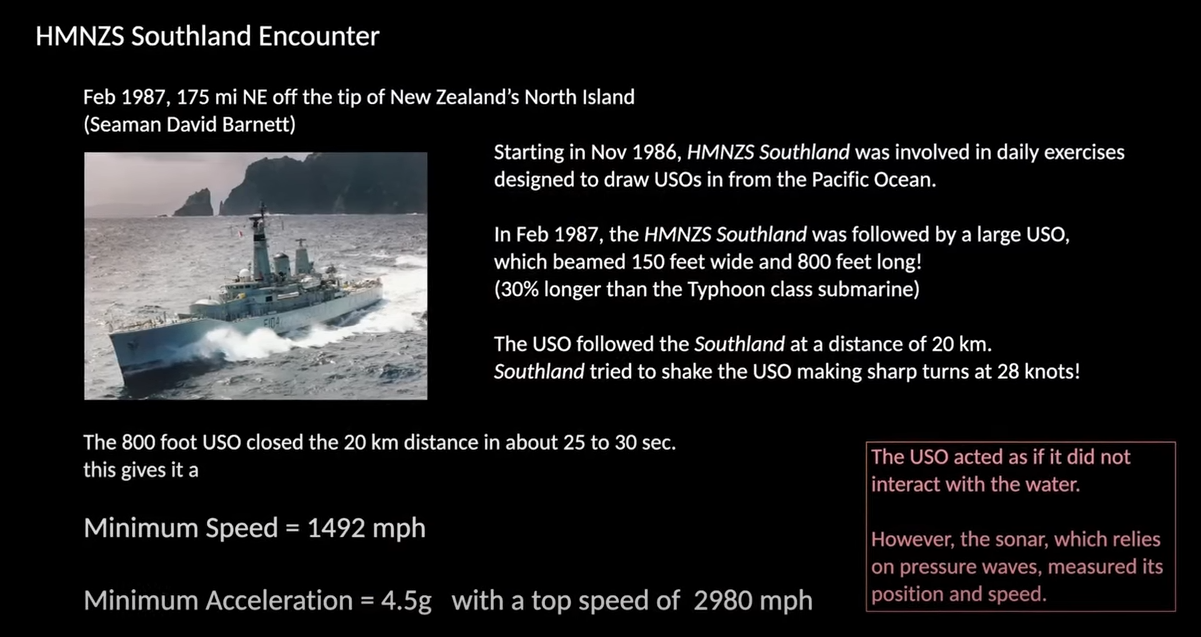 HMNZS Southland Encounter
Feb 1987, 175 mi NE off the tip of New Zealand's North Island
(Seaman David Barnett)
Starting in Nov 1986, HMNZS Southland was involved in daily exercises
designed to draw USOs in from the Pacific Ocean.
In Feb 1987, the HMNZS Southland was followed by a large USO,
which beamed 150 feet wide and 800 feet long!
(30% longer than the Typhoon class submarine)
The USO followed the Southland at a distance of 20 km.
Southland tried to shake the USO making sharp turns at 28 knots!
F104
The 800 foot USO closed the 20 km distance in about 25 to 30 sec.
this gives it a
Minimum Speed = 1492 mph
Minimum Acceleration = 4.5g with a top speed of 2980 mph
The USO acted as if it did not
interact with the water.
However, the sonar, which relies
on pressure waves, measured its
position and speed.